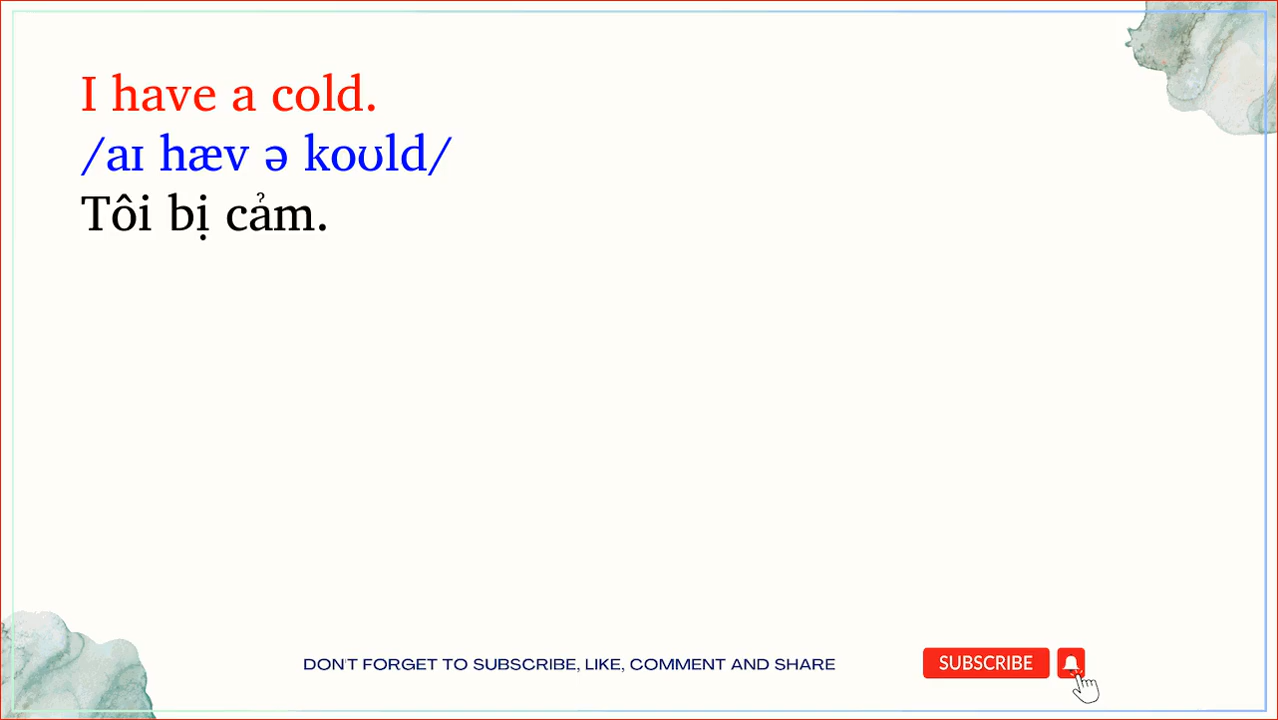 I have a cold.
/aɪ hæv ə koʊld/
Tôi bị cảm.
DON'T FORGET TO SUBSCRIBE, LIKE, COMMENT AND SHARE
SUBSCRIBE